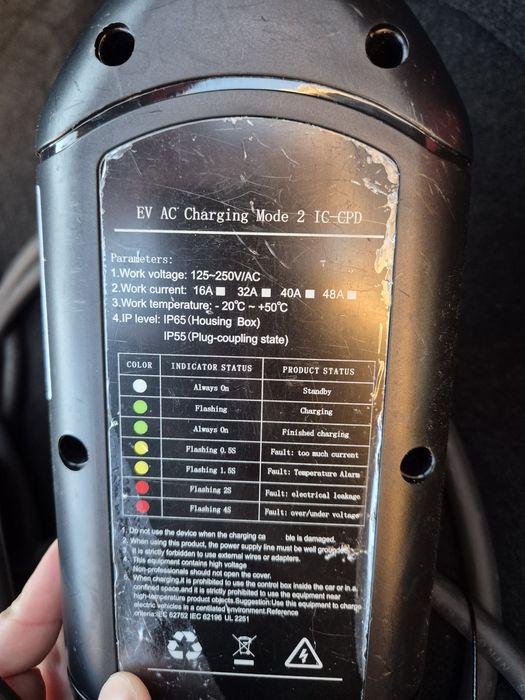 EV AC Charging Mode 2 IC-CPD
Parameters:
1.Work voltage: 125~250V/AC
2.Work current: 16A 32A 40A 48A
3.Work temperature: - 20℃ ~ +50℃
4.IP level: IP65(Housing Box)
IP55(Plug-coupling state)
COLOR INDICATOR STATUS PRODUCT STATUS
Always On Standby
Flashing Charging
Always On Finished charging
Flashing 0.5S Fault: too much current
Flashing 1.5S Fault: Temperature Alarm
Flashing 2S Fault: electrical leakage
Flashing 4S Fault: over/under voltage
1. Do not use the device when the charging ca ble is damaged.
2. When using this product, the power supply line must be well grounded,
It is strictly forbidden to use external wires or adapters.
This equipment contains high voltage
Non-professionals should not open the cover.
When charging,it is prohibited to use the control box inside the car or in a
confined space,and it is strictly prohibited to use the equipment near
high-temperature product objects.Suggestion:Use this equipment to charge
electric vehicles in a ventilated environment.Reference
criteria:IEC 62752 IEC 62196 UL 2251